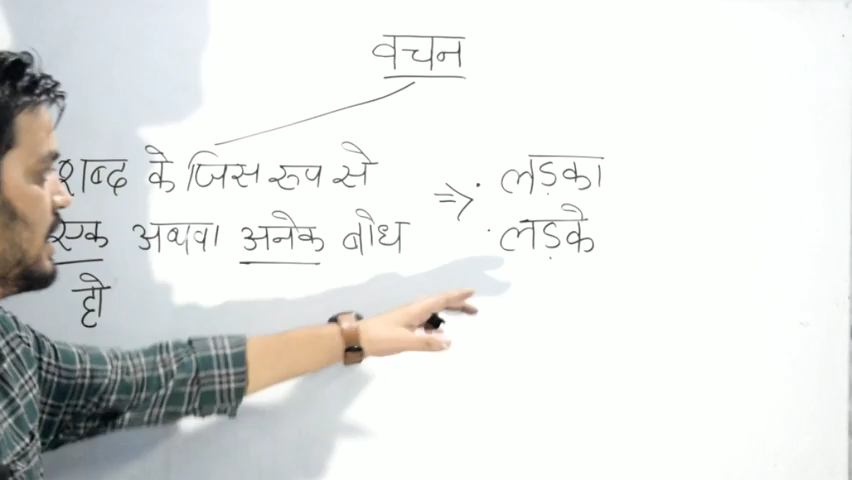 वचन
शब्द के जिस रुप से
एक अथवा अनेक बोध
हो
=> · लड़का
· लड़के